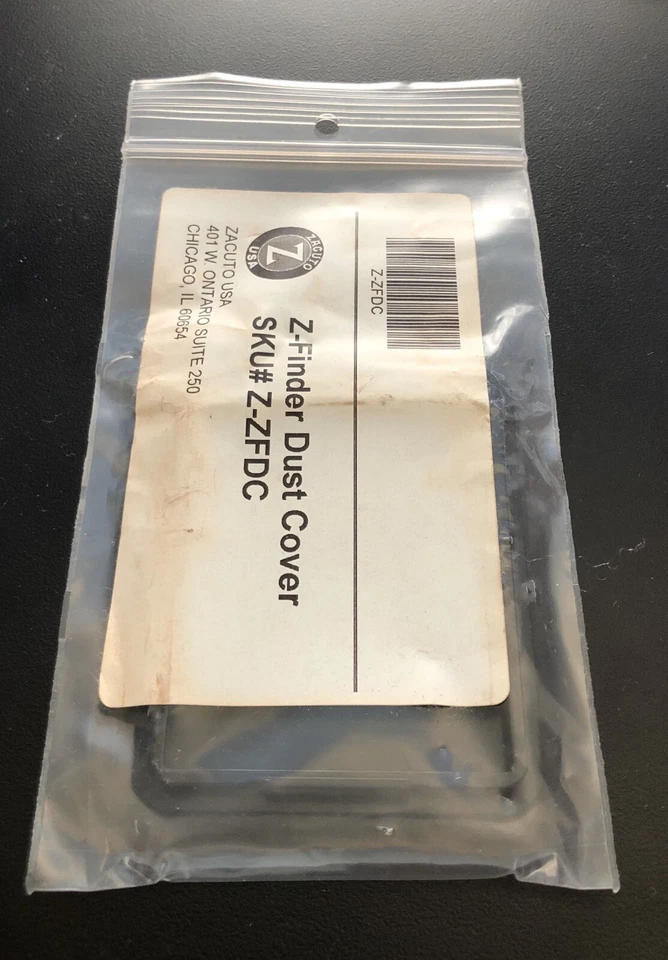 ZACUTO
Z
USA
ZACUTO USA
401 W. ONTARIO SUITE 250
CHICAGO, IL 60654
Z-Finder Dust Cover
SKU# Z-ZFDC
Z-ZFDC